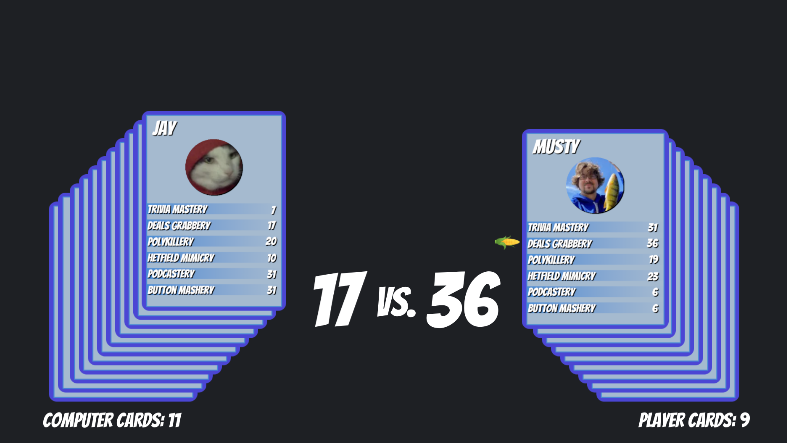 JAY
TRIVIA MASTERY 7
DEALS GRABBERY 17
POLYKILLERY 20
HETFIELD MIMICRY 10
PODCASTERY 31
BUTTON MASHERY 31
MUSTY
TRIVIA MASTERY 31
DEALS GRABBERY 36
POLYKILLERY 19
HETFIELD MIMICRY 23
PODCASTERY 6
BUTTON MASHERY 6
17 VS. 36
COMPUTER CARDS: 11
PLAYER CARDS: 9